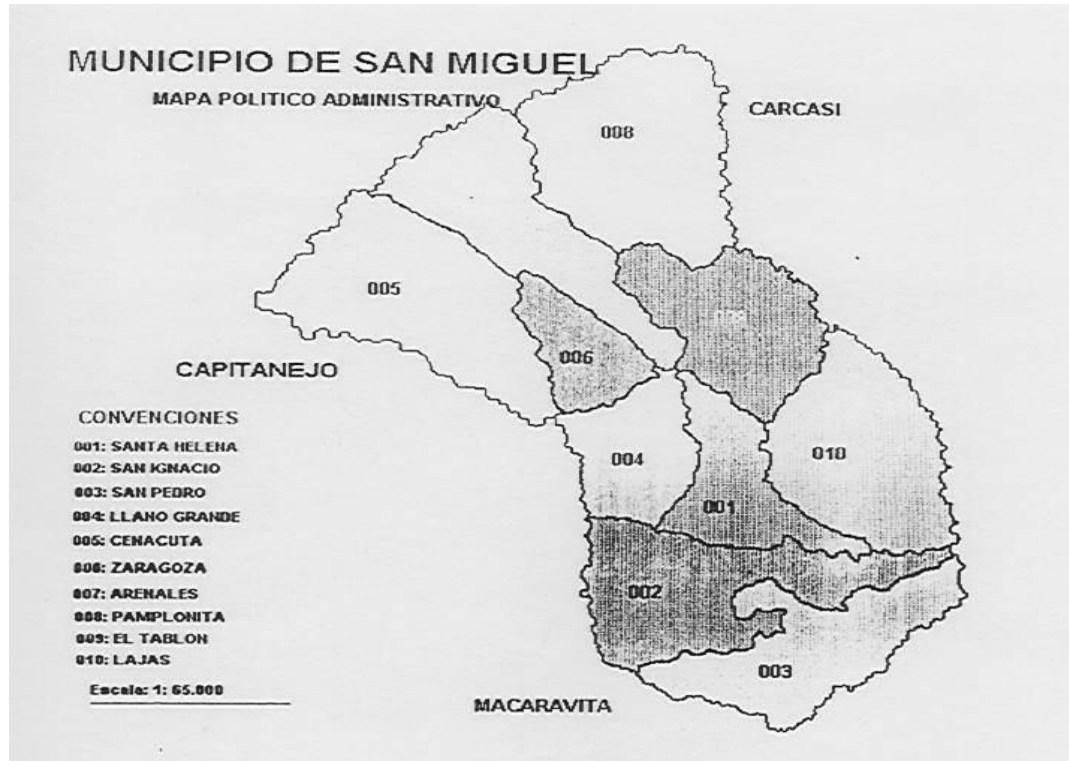 MUNICIPIO DE SAN MIGUEL
MAPA POLITICO ADMINISTRATIVO
CARCASI
008
005
006
CAPITANEJO
CONVENCIONES
001: SANTA HELENA
002: SAN IGNACIO
003: SAN PEDRO
004: LLANO GRANDE
005: CENACUTA
006: ZARAGOZA
007: ARENALES
008: PAMPLONITA
009: EL TABLON
010: LAJAS
Escala: 1: 65.000
004
010
001
002
003
MACARAVITA